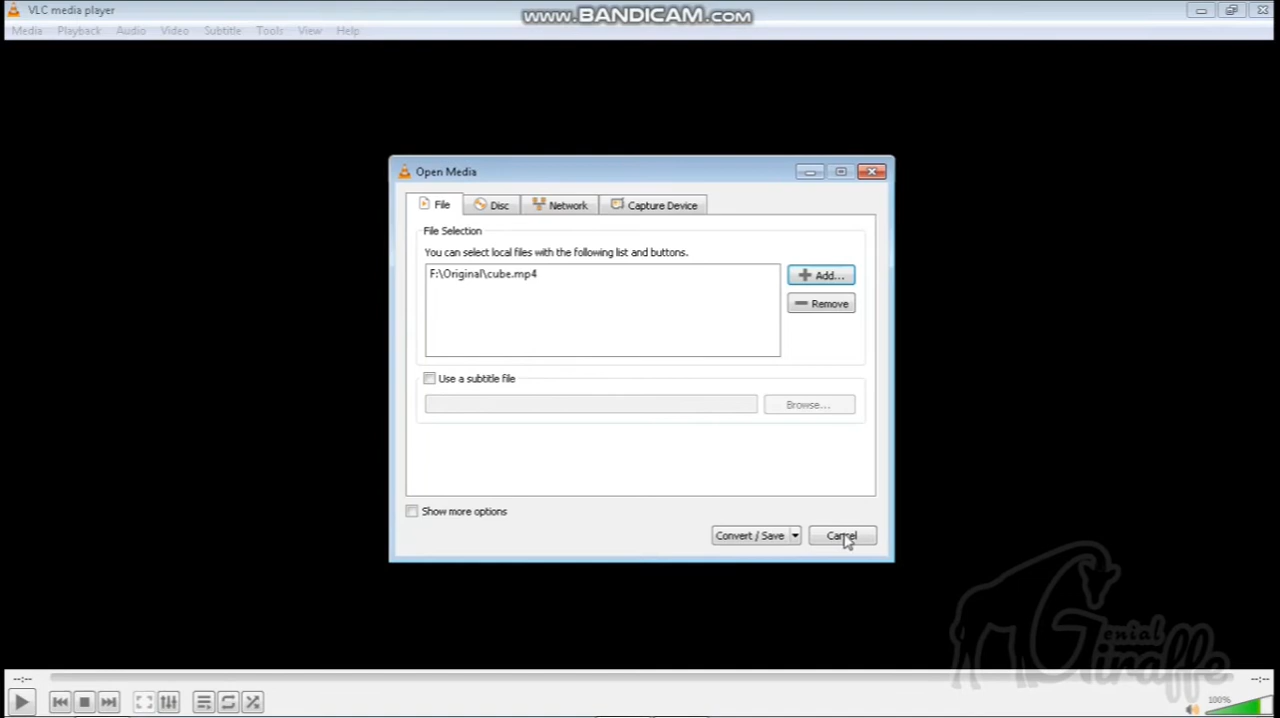 VLC media player
www.BANDICAM.com
Media Playback Audio Video Subtitle Tools View Help
Open Media
File Disc Network Capture Device
File Selection
You can select local files with the following list and buttons.
F:\Original\cube.mp4
Add...
Remove
Use a subtitle file
Browse...
Show more options
Convert / Save Cancel
Genial
Giraffe
--:-- --:--
100%